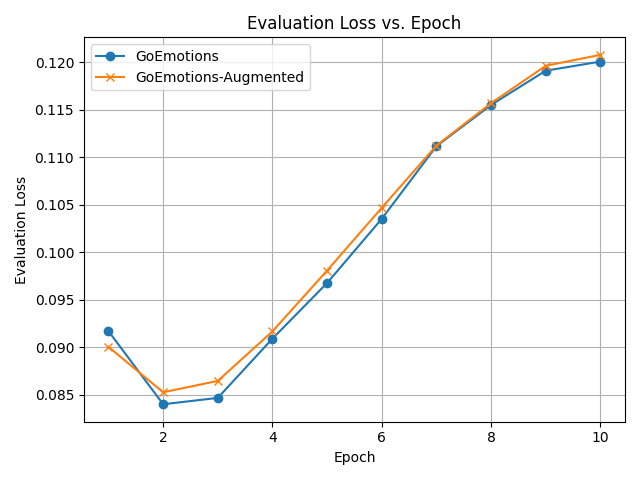 Evaluation Loss vs. Epoch
GoEmotions
GoEmotions-Augmented
Evaluation Loss
0.120
0.115
0.110
0.105
0.100
0.095
0.090
0.085
2 4 6 8 10
Epoch